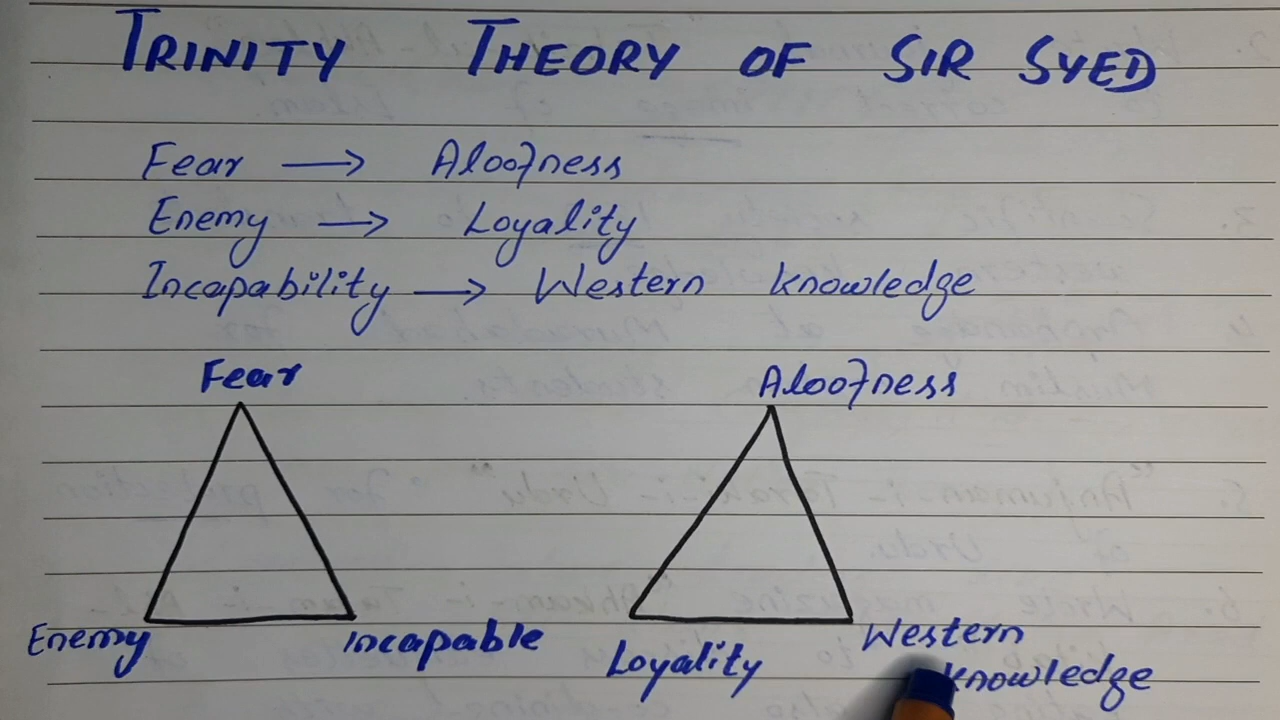 TRINITY THEORY OF SIR SYED
Fear → Aloofness
Enemy → Loyality
Incapability → Western knowledge
Fear
Enemy Incapable
Aloofness
Loyality Western
knowledge